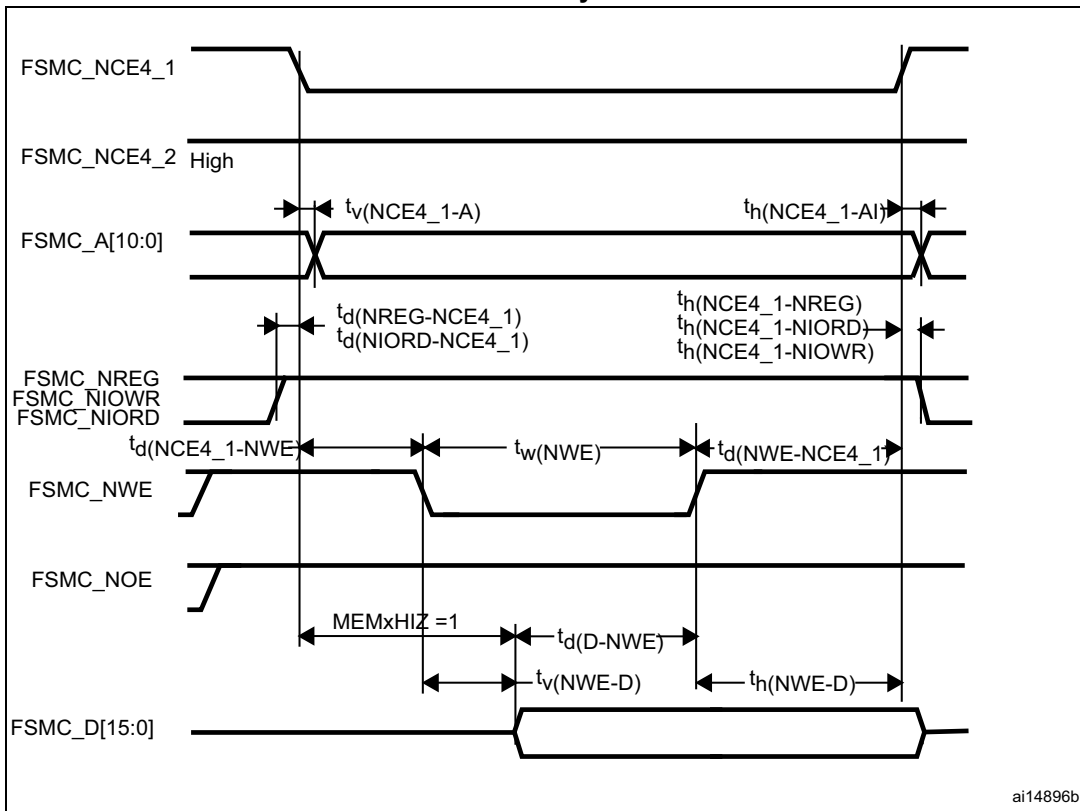 FSMC_NCE4_1
FSMC_NCE4_2 High
tv(NCE4_1-A)
th(NCE4_1-AI)
FSMC_A[10:0]
td(NREG-NCE4_1)
td(NIORD-NCE4_1)
th(NCE4_1-NREG)
th(NCE4_1-NIORD)
th(NCE4_1-NIOWR)
FSMC_NREG
FSMC_NIOWR
FSMC_NIORD
td(NCE4_1-NWE)
tw(NWE)
td(NWE-NCE4_1)
FSMC_NWE
FSMC_NOE
MEMxHIZ =1
td(D-NWE)
tv(NWE-D)
th(NWE-D)
FSMC_D[15:0]
ai14896b